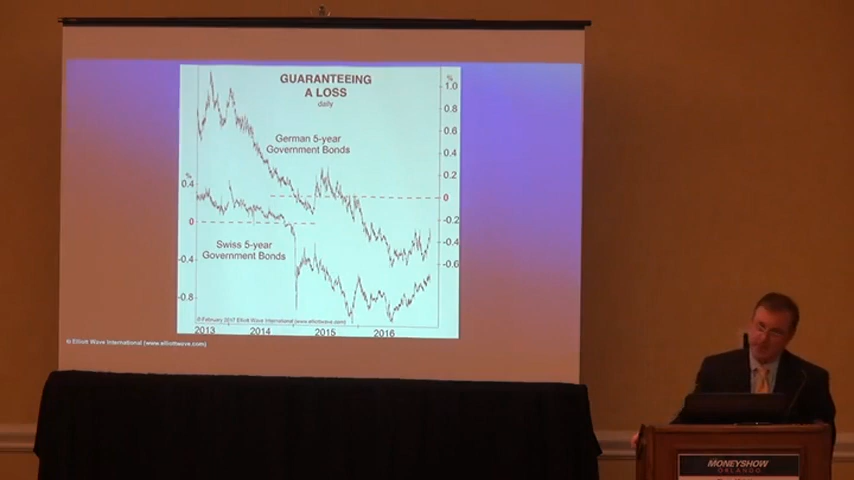 GUARANTEEING
A LOSS
daily
%
1.0
0.8
0.6
0.4
0.2
0
-0.2
-0.4
-0.6
German 5-year
Government Bonds
%
0.4
0
-0.4
-0.8
Swiss 5-year
Government Bonds
© February 2017 Elliott Wave International (www.elliottwave.com)
2013
2014
2015
2016
© Elliott Wave International (www.elliottwave.com)
MONEYSHOW
ORLANDO